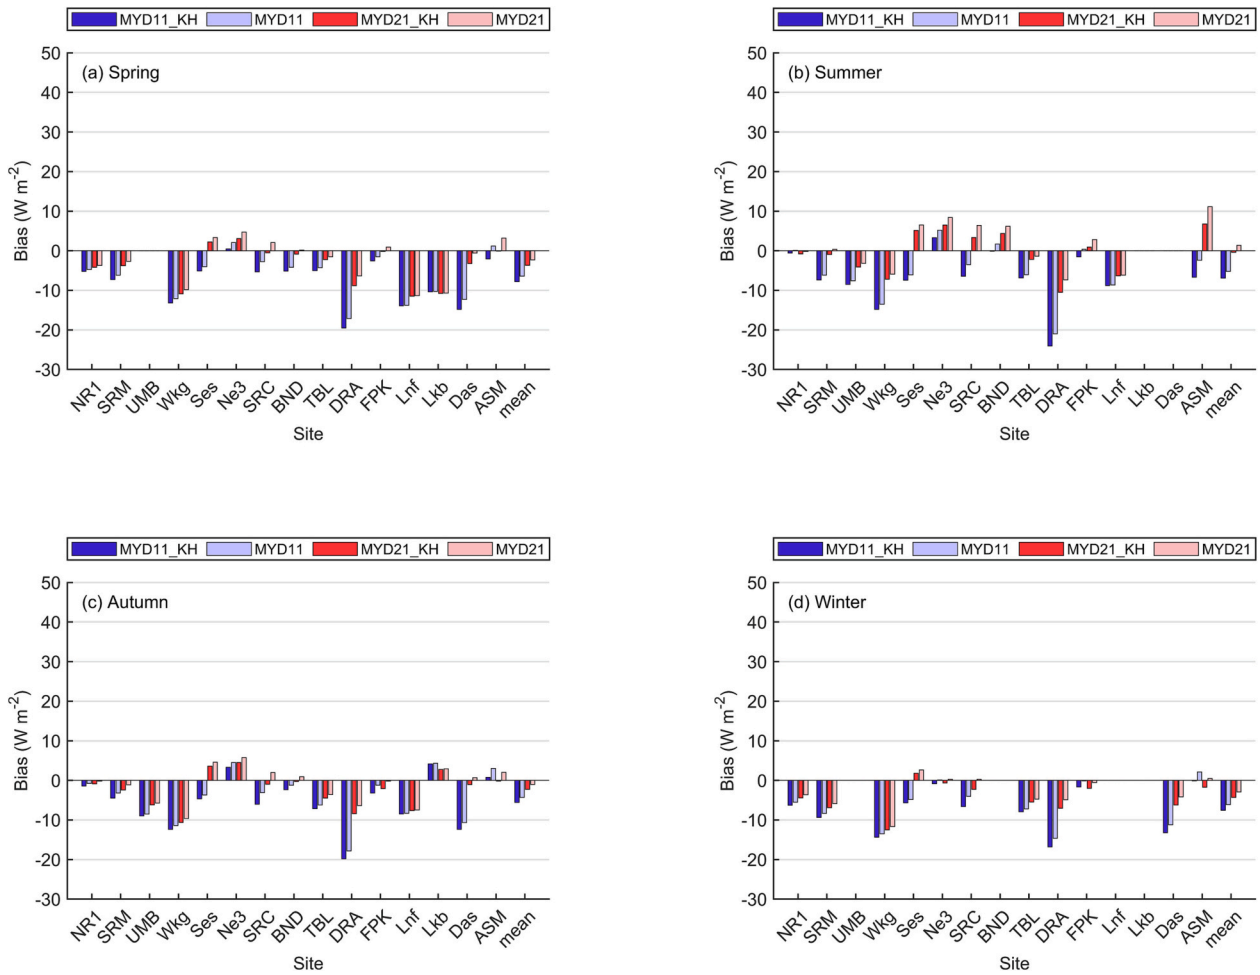 MYD11_KH MYD11 MYD21_KH MYD21
(a) Spring
50
40
30
20
10
0
-10
-20
-30
Bias (W m-2)
NR1 SRM UMB Wkg Ses Ne3 SRC BND TBL DRA FPK Lnf Lkb Das ASM mean
Site
MYD11_KH MYD11 MYD21_KH MYD21
(b) Summer
50
40
30
20
10
0
-10
-20
-30
Bias (W m-2)
NR1 SRM UMB Wkg Ses Ne3 SRC BND TBL DRA FPK Lnf Lkb Das ASM mean
Site
MYD11_KH MYD11 MYD21_KH MYD21
(c) Autumn
50
40
30
20
10
0
-10
-20
-30
Bias (W m-2)
NR1 SRM UMB Wkg Ses Ne3 SRC BND TBL DRA FPK Lnf Lkb Das ASM mean
Site
MYD11_KH MYD11 MYD21_KH MYD21
(d) Winter
50
40
30
20
10
0
-10
-20
-30
Bias (W m-2)
NR1 SRM UMB Wkg Ses Ne3 SRC BND TBL DRA FPK Lnf Lkb Das ASM mean
Site